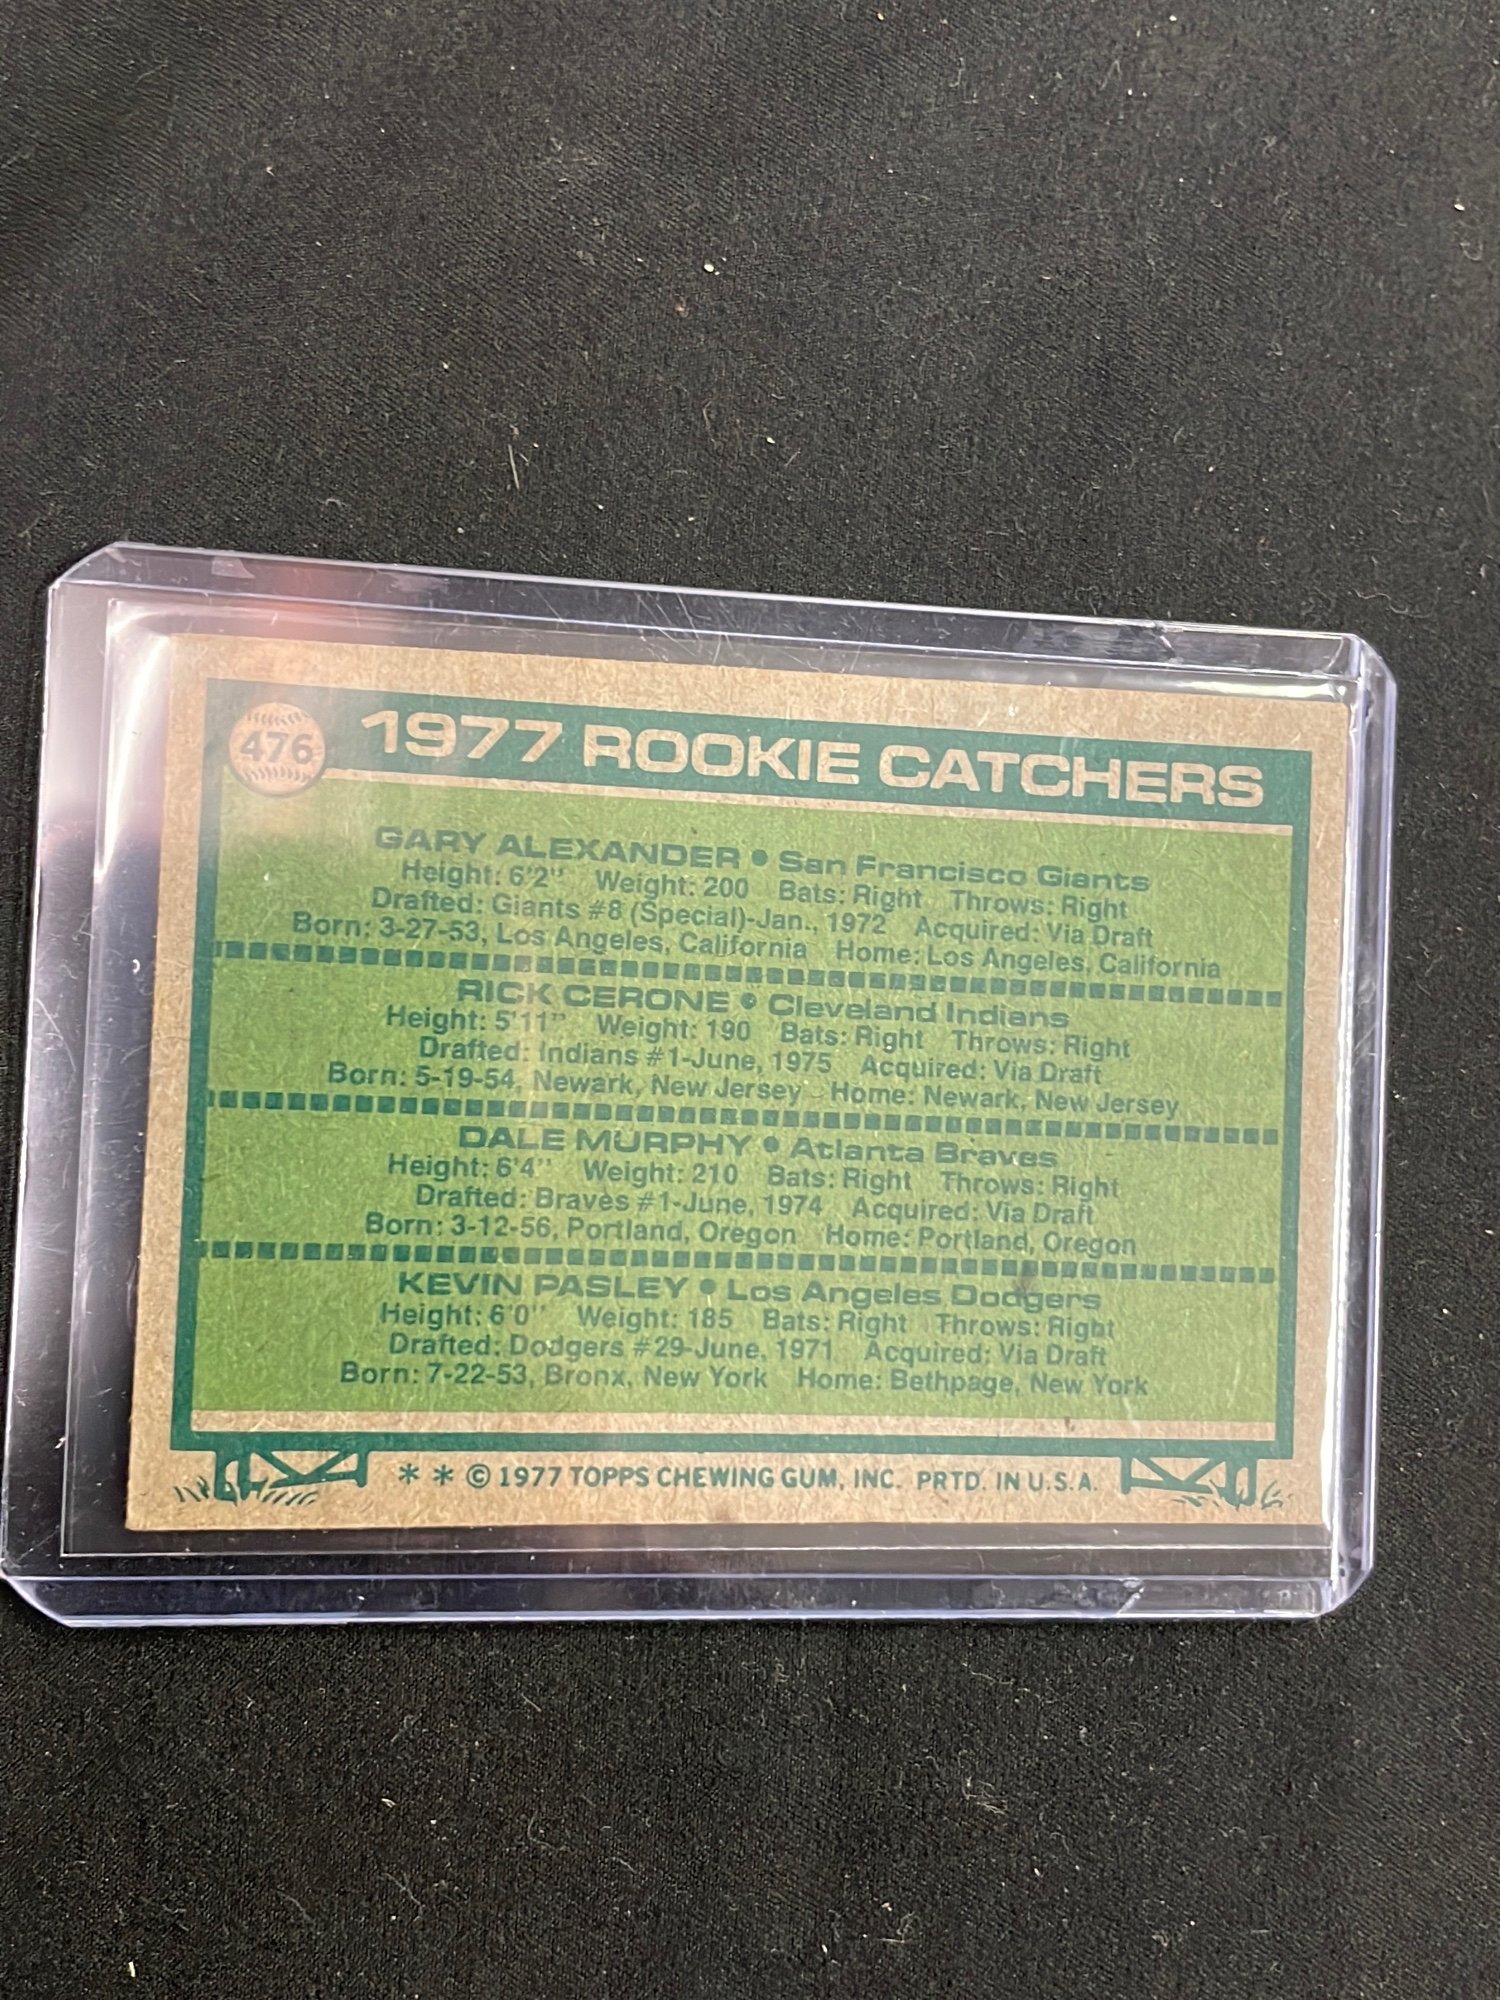 476 1977 ROOKIE CATCHERS
GARY ALEXANDER • San Francisco Giants
Height: 6'2" Weight: 200 Bats: Right Throws: Right
Drafted: Giants #8 (Special)-Jan., 1972 Acquired: Via Draft
Born: 3-27-53, Los Angeles, California Home: Los Angeles, California
RICK CERONE • Cleveland Indians
Height: 5'11" Weight: 190 Bats: Right Throws: Right
Drafted: Indians #1-June, 1975 Acquired: Via Draft
Born: 5-19-54, Newark, New Jersey Home: Newark, New Jersey
DALE MURPHY • Atlanta Braves
Height: 6'4" Weight: 210 Bats: Right Throws: Right
Drafted: Braves #1-June, 1974 Acquired: Via Draft
Born: 3-12-56, Portland, Oregon Home: Portland, Oregon
KEVIN PASLEY • Los Angeles Dodgers
Height: 6'0" Weight: 185 Bats: Right Throws: Right
Drafted: Dodgers #29-June, 1971 Acquired: Via Draft
Born: 7-22-53, Bronx, New York Home: Bethpage, New York
* * © 1977 TOPPS CHEWING GUM, INC. PRTD. IN U.S.A.